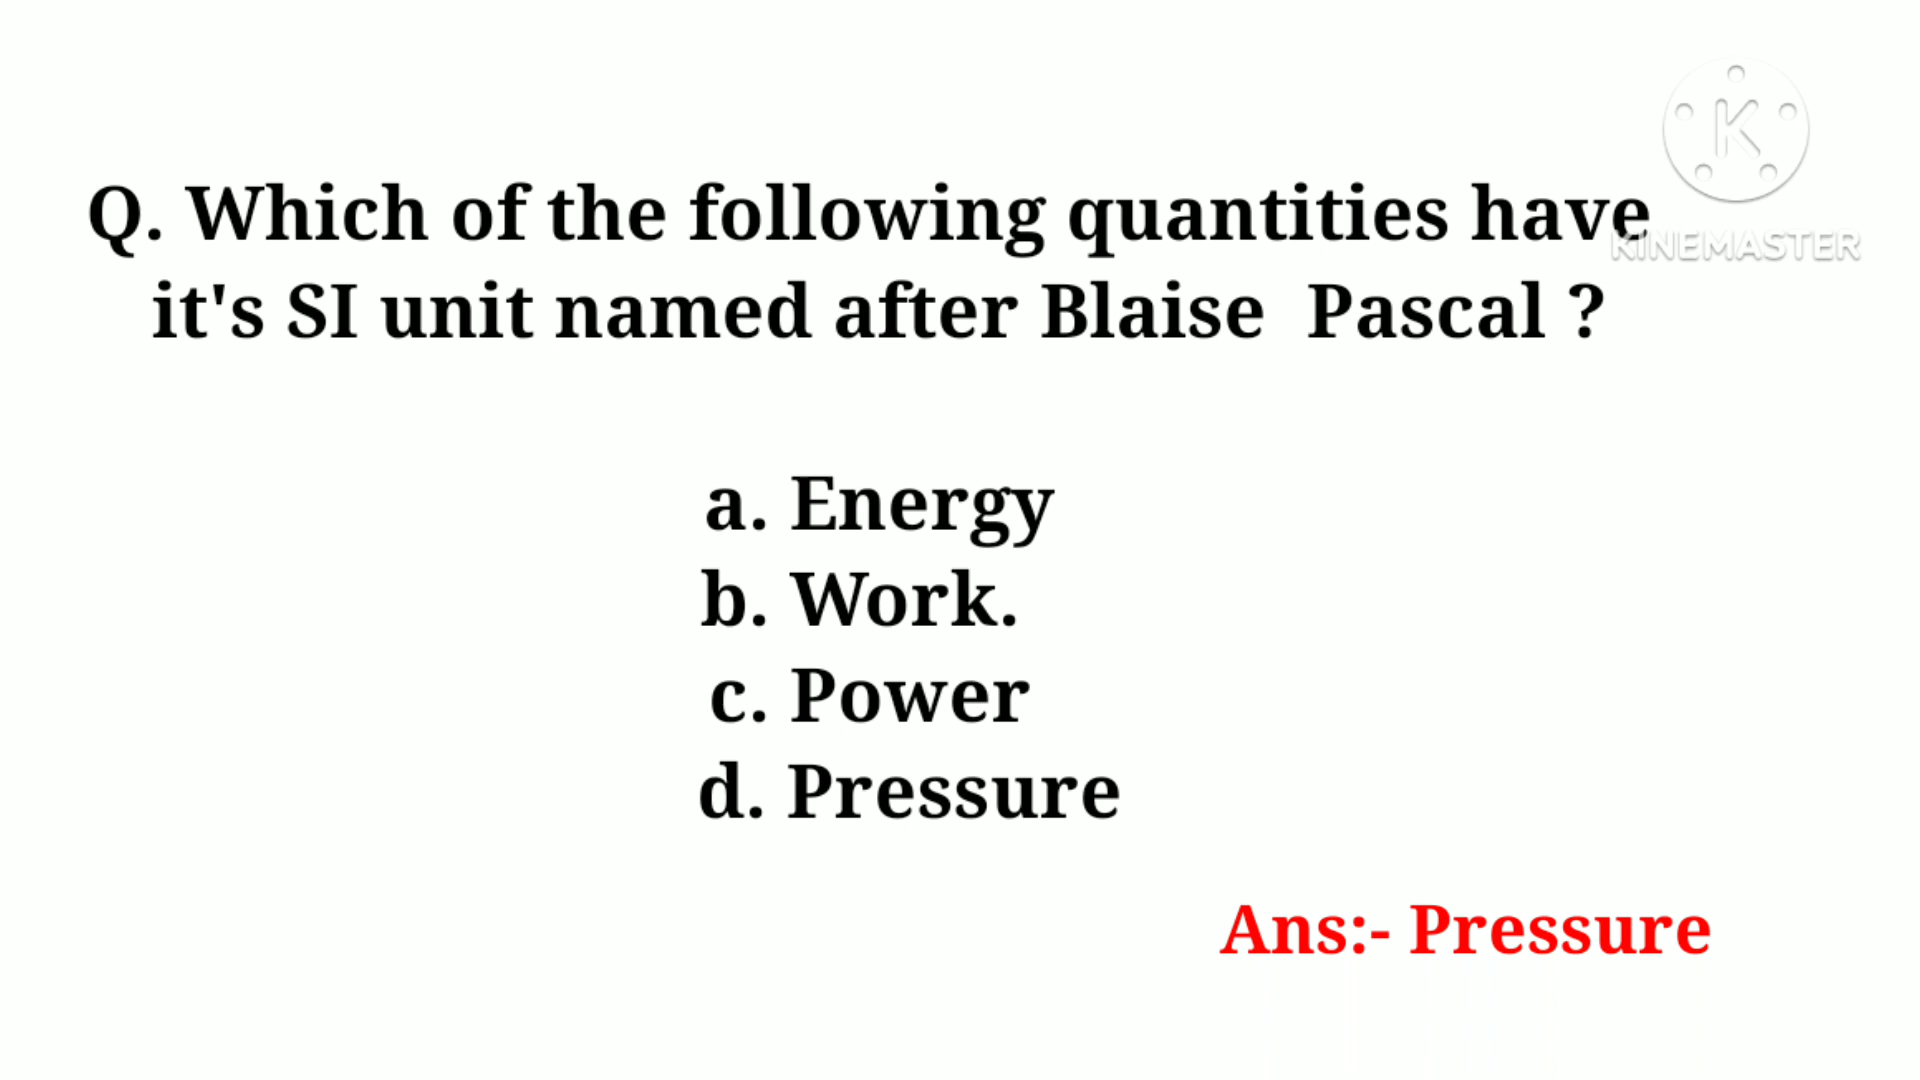 Q. Which of the following quantities have
it's SI unit named after Blaise Pascal ?
a. Energy
b. Work.
c. Power
d. Pressure
Ans:- Pressure
K
KINEMASTER